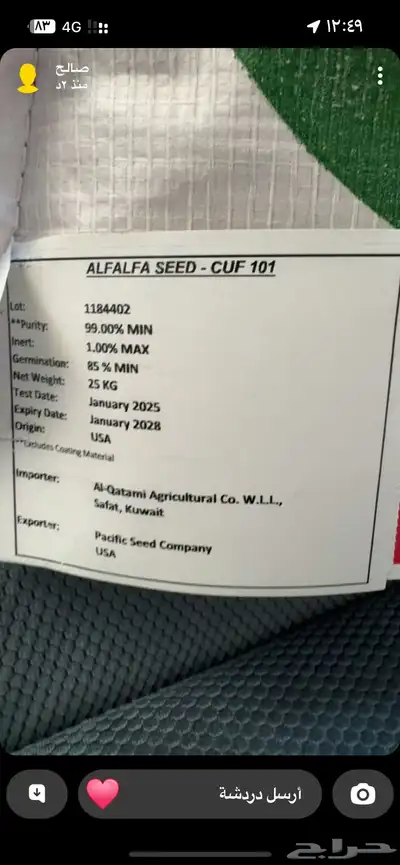 ٨٣ 4G ١٢:٤٩
صالح
منذ ٢د
ALFALFA SEED - CUF 101
Lot: 1184402
**Purity: 99.00% MIN
Inert: 1.00% MAX
Germination: 85 % MIN
Net Weight: 25 KG
Test Date: January 2025
Expiry Date: January 2028
Origin: USA
**Excludes Coating Material
Importer: Al-Qatami Agricultural Co. W.L.L.,
Safat, Kuwait
Exporter: Pacific Seed Company
USA
أرسل دردشة
حراج